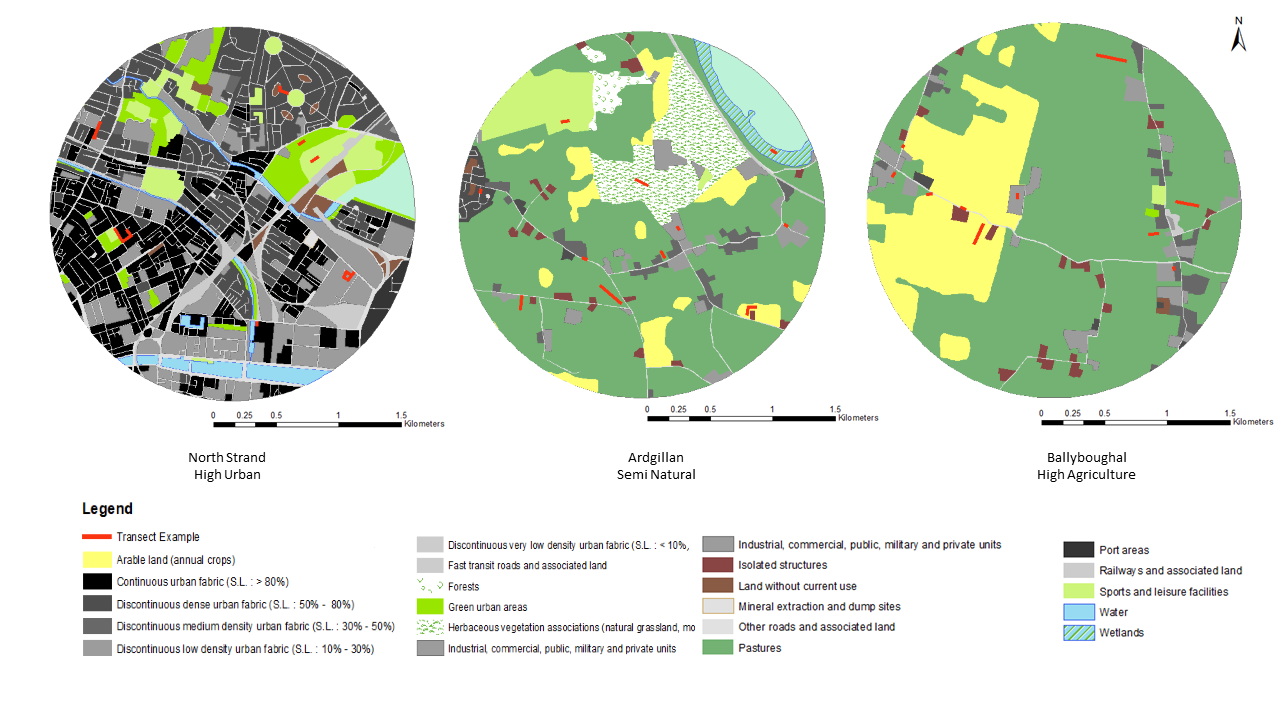 N
0 0.25 0.5 1 1.5
Kilometers
0 0.25 0.5 1 1.5
Kilometers
0 0.25 0.5 1 1.5
Kilometers
North Strand
High Urban
Ardgillan
Semi Natural
Ballyboughal
High Agriculture
Legend
Transect Example
Arable land (annual crops)
Continuous urban fabric (S.L. : > 80%)
Discontinuous dense urban fabric (S.L. : 50% - 80%)
Discontinuous medium density urban fabric (S.L. : 30% - 50%)
Discontinuous low density urban fabric (S.L. : 10% - 30%)
Discontinuous very low density urban fabric (S.L. : < 10%,
Fast transit roads and associated land
Forests
Green urban areas
Herbaceous vegetation associations (natural grassland, mo
Industrial, commercial, public, military and private units
Industrial, commercial, public, military and private units
Isolated structures
Land without current use
Mineral extraction and dump sites
Other roads and associated land
Pastures
Port areas
Railways and associated land
Sports and leisure facilities
Water
Wetlands